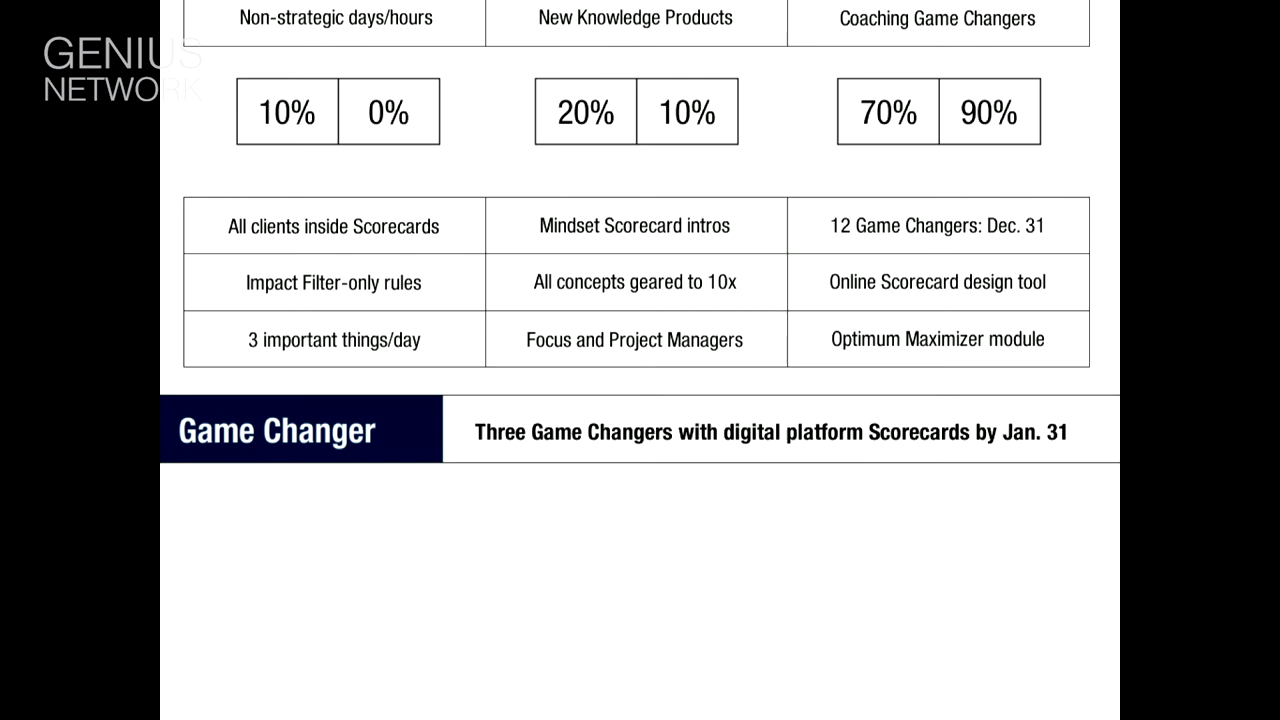 Non-strategic days/hours New Knowledge Products Coaching Game Changers
GENIUS
NETWORK
10% 0% 20% 10% 70% 90%
All clients inside Scorecards Mindset Scorecard intros 12 Game Changers: Dec. 31
Impact Filter-only rules All concepts geared to 10x Online Scorecard design tool
3 important things/day Focus and Project Managers Optimum Maximizer module
Game Changer Three Game Changers with digital platform Scorecards by Jan. 31